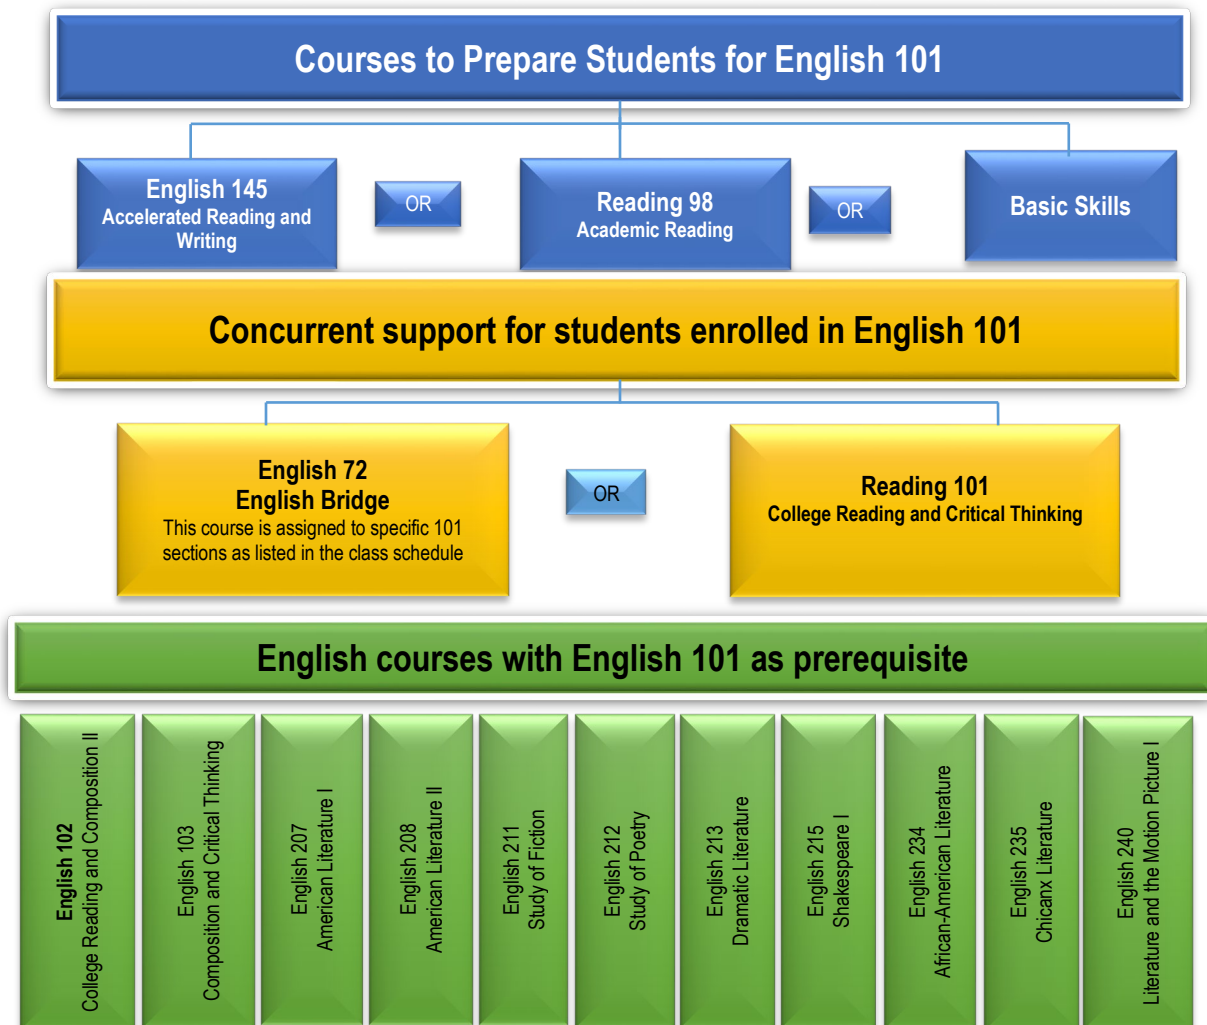 Courses to Prepare Students for English 101
English 145
Accelerated Reading and
Writing
OR
Reading 98
Academic Reading
OR
Basic Skills
Concurrent support for students enrolled in English 101
English 72
English Bridge
This course is assigned to specific 101
sections as listed in the class schedule
OR
Reading 101
College Reading and Critical Thinking
English courses with English 101 as prerequisite
English 102
College Reading and Composition II
English 103
Composition and Critical Thinking
English 207
American Literature I
English 208
American Literature II
English 211
Study of Fiction
English 212
Study of Poetry
English 213
Dramatic Literature
English 215
Shakespeare I
English 234
African-American Literature
English 235
Chicanx Literature
English 240
Literature and the Motion Picture I